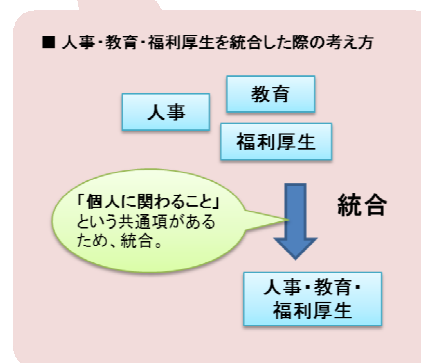 ■ 人事・教育・福利厚生を統合した際の考え方
教育
人事
福利厚生
「個人に関わること」
という共通項がある
ため、統合。
統合
人事・教育・
福利厚生